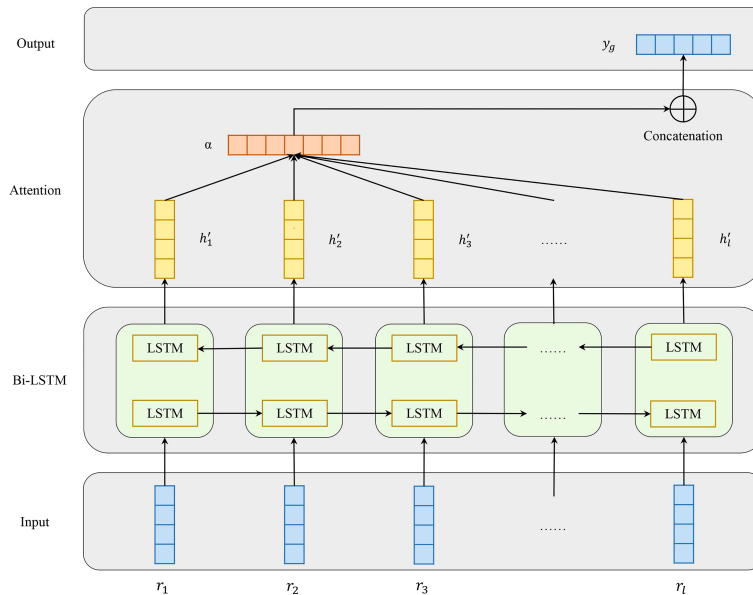 Output
y_g
Concatenation
α
Attention
h′_1
h′_2
h′_3
......
h′_l
LSTM
LSTM
LSTM
......
LSTM
Bi-LSTM
LSTM
LSTM
LSTM
......
LSTM
Input
......
r_1
r_2
r_3
r_l